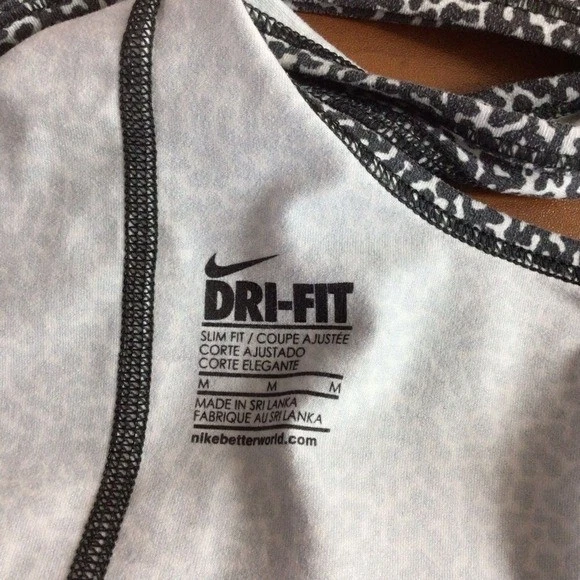 DRI-FIT
SLIM FIT / COUPE AJUSTÉE
CORTE AJUSTADO
CORTE ELEGANTE
M M M
MADE IN SRI LANKA
FABRIQUE AU SRI LANKA
nikebetterworld.com